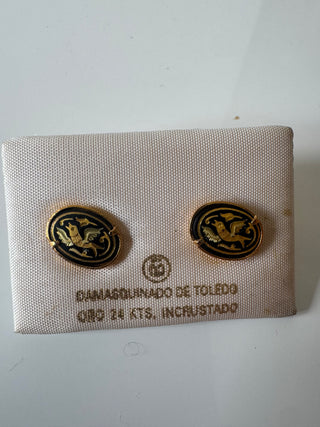 DAMASQUINADO DE TOLEDO
ORO 24 KTS. INCRUSTADO